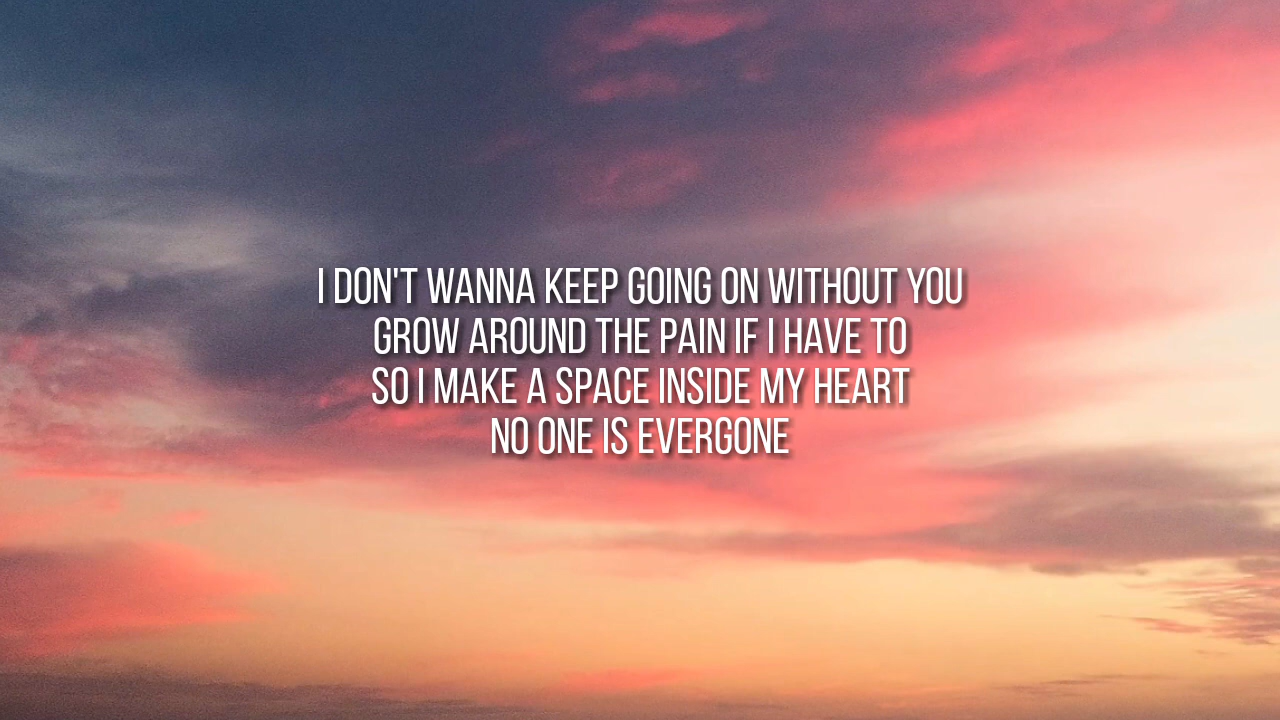 I DON'T WANNA KEEP GOING ON WITHOUT YOU
GROW AROUND THE PAIN IF I HAVE TO
SO I MAKE A SPACE INSIDE MY HEART
NO ONE IS EVERGONE